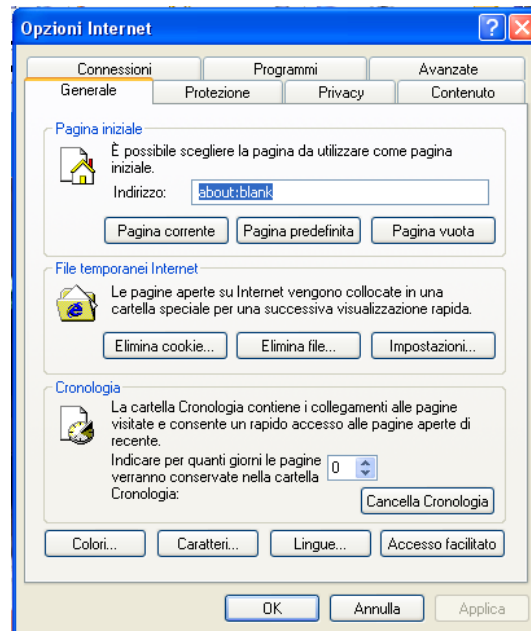 Opzioni Internet
Connessioni Programmi Avanzate
Generale Protezione Privacy Contenuto
Pagina iniziale
È possibile scegliere la pagina da utilizzare come pagina
iniziale.
Indirizzo: about:blank
Pagina corrente Pagina predefinita Pagina vuota
File temporanei Internet
Le pagine aperte su Internet vengono collocate in una
cartella speciale per una successiva visualizzazione rapida.
Elimina cookie... Elimina file... Impostazioni...
Cronologia
La cartella Cronologia contiene i collegamenti alle pagine
visitate e consente un rapido accesso alle pagine aperte di
recente.
Indicare per quanti giorni le pagine 0
verranno conservate nella cartella
Cronologia:
Cancella Cronologia
Colori... Caratteri... Lingue... Accesso facilitato
OK Annulla Applica